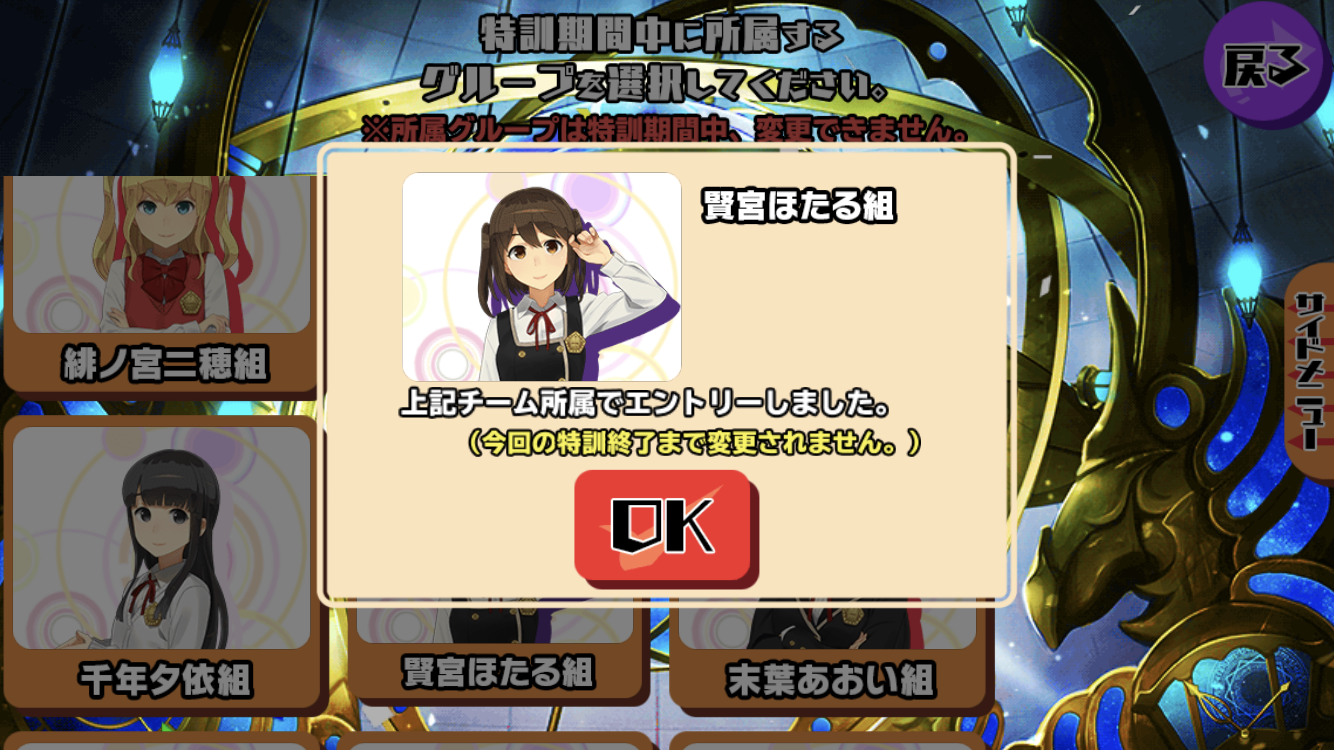 特訓期間中に所属する
グループを選択してください。
※所属グループは特訓期間中、変更できません。
戻る
賢宮ほたる組
上記チーム所属でエントリーしました。
（今回の特訓終了まで変更されません。）
OK
サイドメニュー
緋ノ宮二穂組
千年夕依組
賢宮ほたる組
末葉あおい組